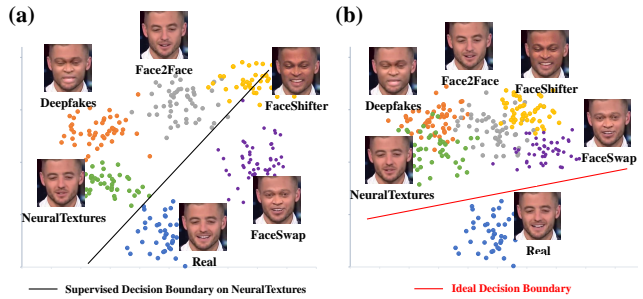 (a)
Deepfakes
Face2Face
FaceShifter
NeuralTextures
FaceSwap
Real
Supervised Decision Boundary on NeuralTextures
(b)
Deepfakes
Face2Face
FaceShifter
FaceSwap
NeuralTextures
Real
Ideal Decision Boundary